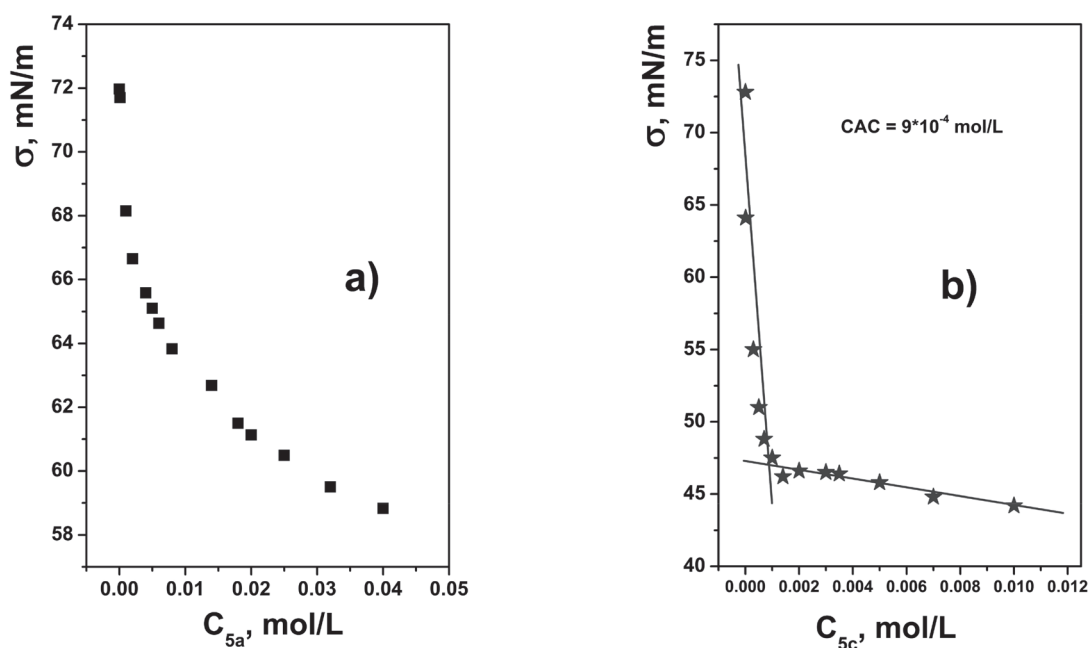 74
72
70
68
66
64
62
60
58
σ, mN/m
a)
0.00 0.01 0.02 0.03 0.04 0.05
C5a, mol/L
75
70
65
60
55
50
45
40
σ, mN/m
CAC = 9*10-4 mol/L
b)
0.000 0.002 0.004 0.006 0.008 0.010 0.012
C5c, mol/L